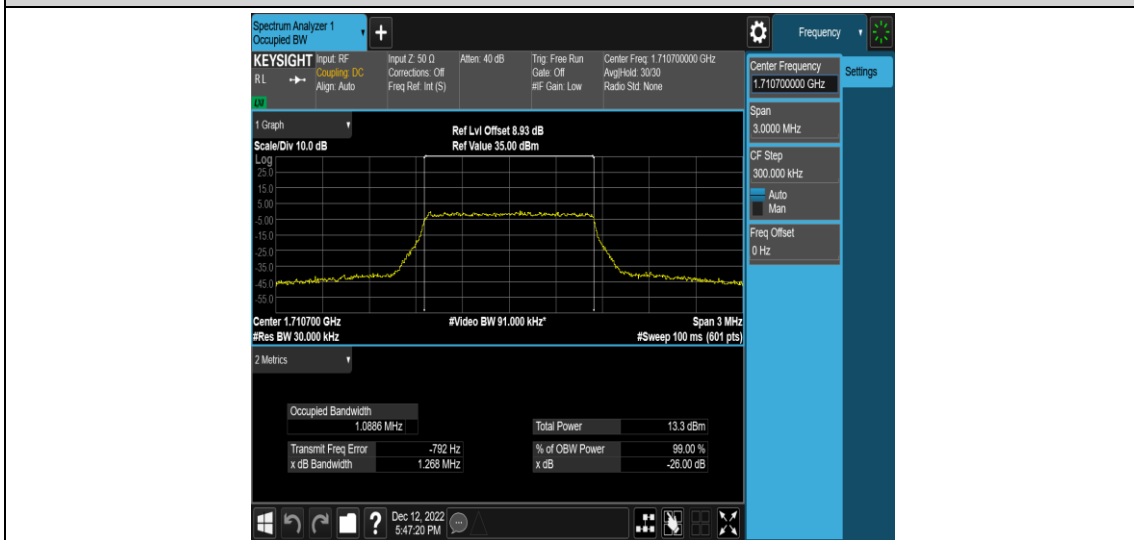 Spectrum Analyzer 1
Occupied BW
+
Frequency
KEYSIGHT
RL
Input: RF
Coupling: DC
Align: Auto
Input Z: 50 Ω
Corrections: Off
Freq Ref: Int (S)
Atten: 40 dB
Trig: Free Run
Gate: Off
#IF Gain: Low
Center Freq: 1.710700000 GHz
Avg|Hold: 30/30
Radio Std: None
Center Frequency
1.710700000 GHz
Settings
Span
3.0000 MHz
CF Step
300.000 kHz
Auto
Man
Freq Offset
0 Hz
1 Graph
Scale/Div 10.0 dB
Ref Lvl Offset 8.93 dB
Ref Value 35.00 dBm
Log
25.0
15.0
5.00
-5.00
-15.0
-25.0
-35.0
-45.0
-55.0
Center 1.710700 GHz
#Res BW 30.000 kHz
#Video BW 91.000 kHz*
Span 3 MHz
#Sweep 100 ms (601 pts)
2 Metrics
Occupied Bandwidth
1.0886 MHz
Total Power 13.3 dBm
Transmit Freq Error -792 Hz
% of OBW Power 99.00 %
x dB Bandwidth 1.268 MHz
x dB -26.00 dB
?
Dec 12, 2022
5:47:20 PM